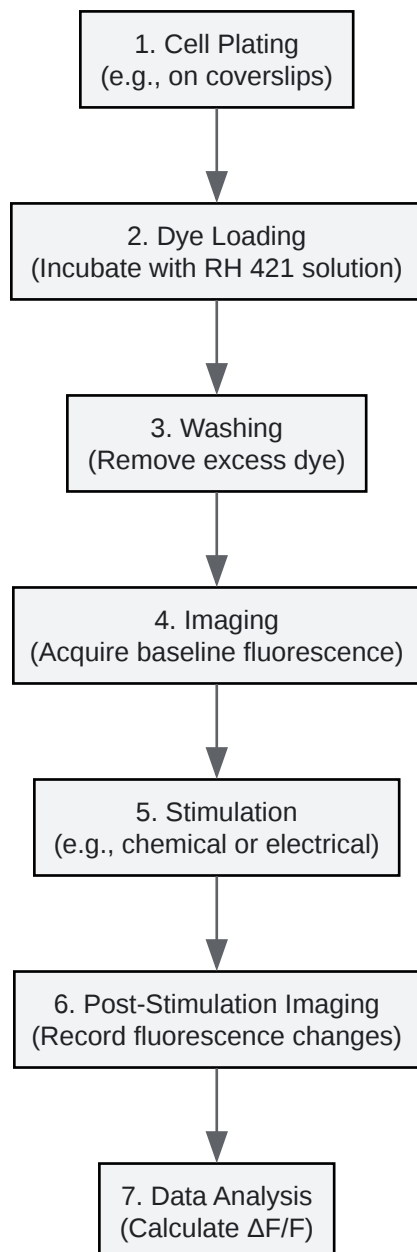 1. Cell Plating
(e.g., on coverslips)
2. Dye Loading
(Incubate with RH 421 solution)
3. Washing
(Remove excess dye)
4. Imaging
(Acquire baseline fluorescence)
5. Stimulation
(e.g., chemical or electrical)
6. Post-Stimulation Imaging
(Record fluorescence changes)
7. Data Analysis
(Calculate ΔF/F)